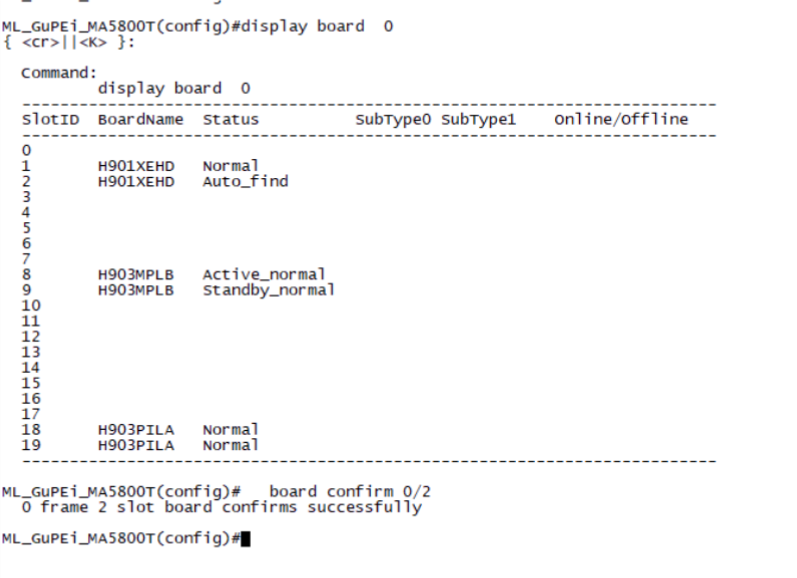 ML_GuPEi_MA5800T(config)#display board  0
{ <cr>||<K> }:
Command:
display board  0
--------------------------------------------------------------------------
SlotID  BoardName  Status          SubType0 SubType1    Online/Offline
--------------------------------------------------------------------------
0
1       H901XEHD   Normal
2       H901XEHD   Auto_find
3
4
5
6
7
8       H903MPLB   Active_normal
9       H903MPLB   Standby_normal
10
11
12
13
14
15
16
17
18      H903PILA   Normal
19      H903PILA   Normal
--------------------------------------------------------------------------
ML_GuPEi_MA5800T(config)#   board confirm 0/2
0 frame 2 slot board confirms successfully
ML_GuPEi_MA5800T(config)#